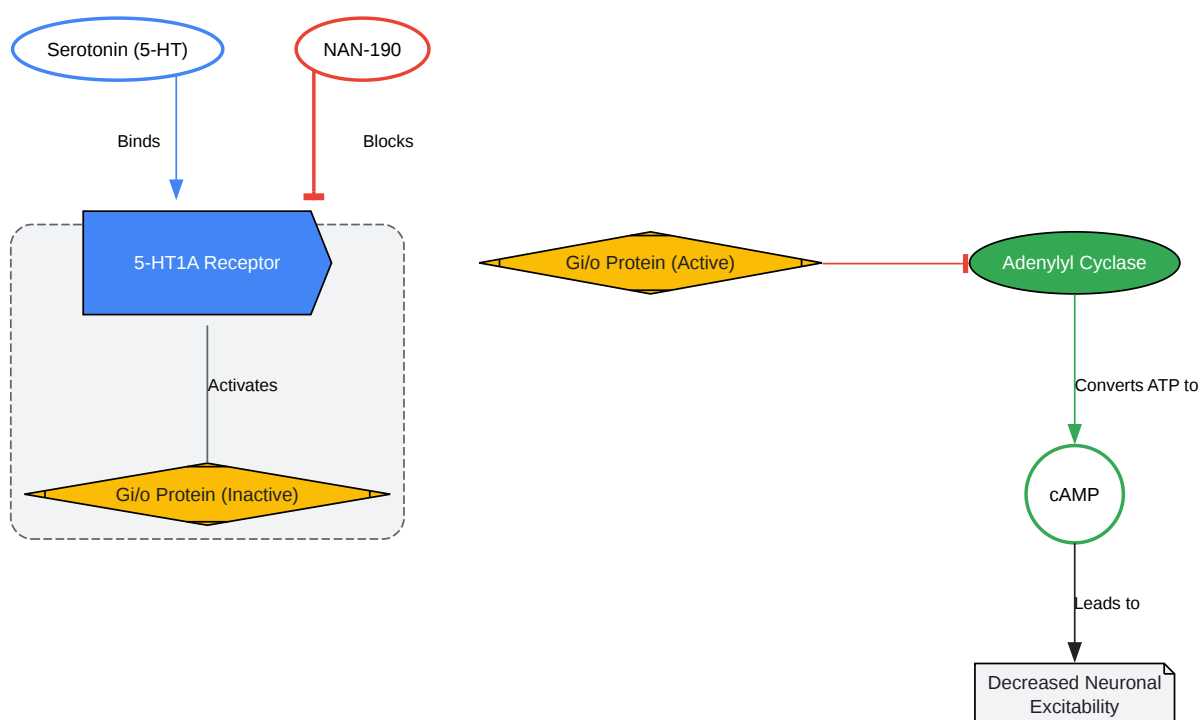 Serotonin (5-HT)
NAN-190
Binds
Blocks
5-HT1A Receptor
Gi/o Protein (Active)
Adenylyl Cyclase
Activates
Converts ATP to
Gi/o Protein (Inactive)
cAMP
Leads to
Decreased Neuronal
Excitability